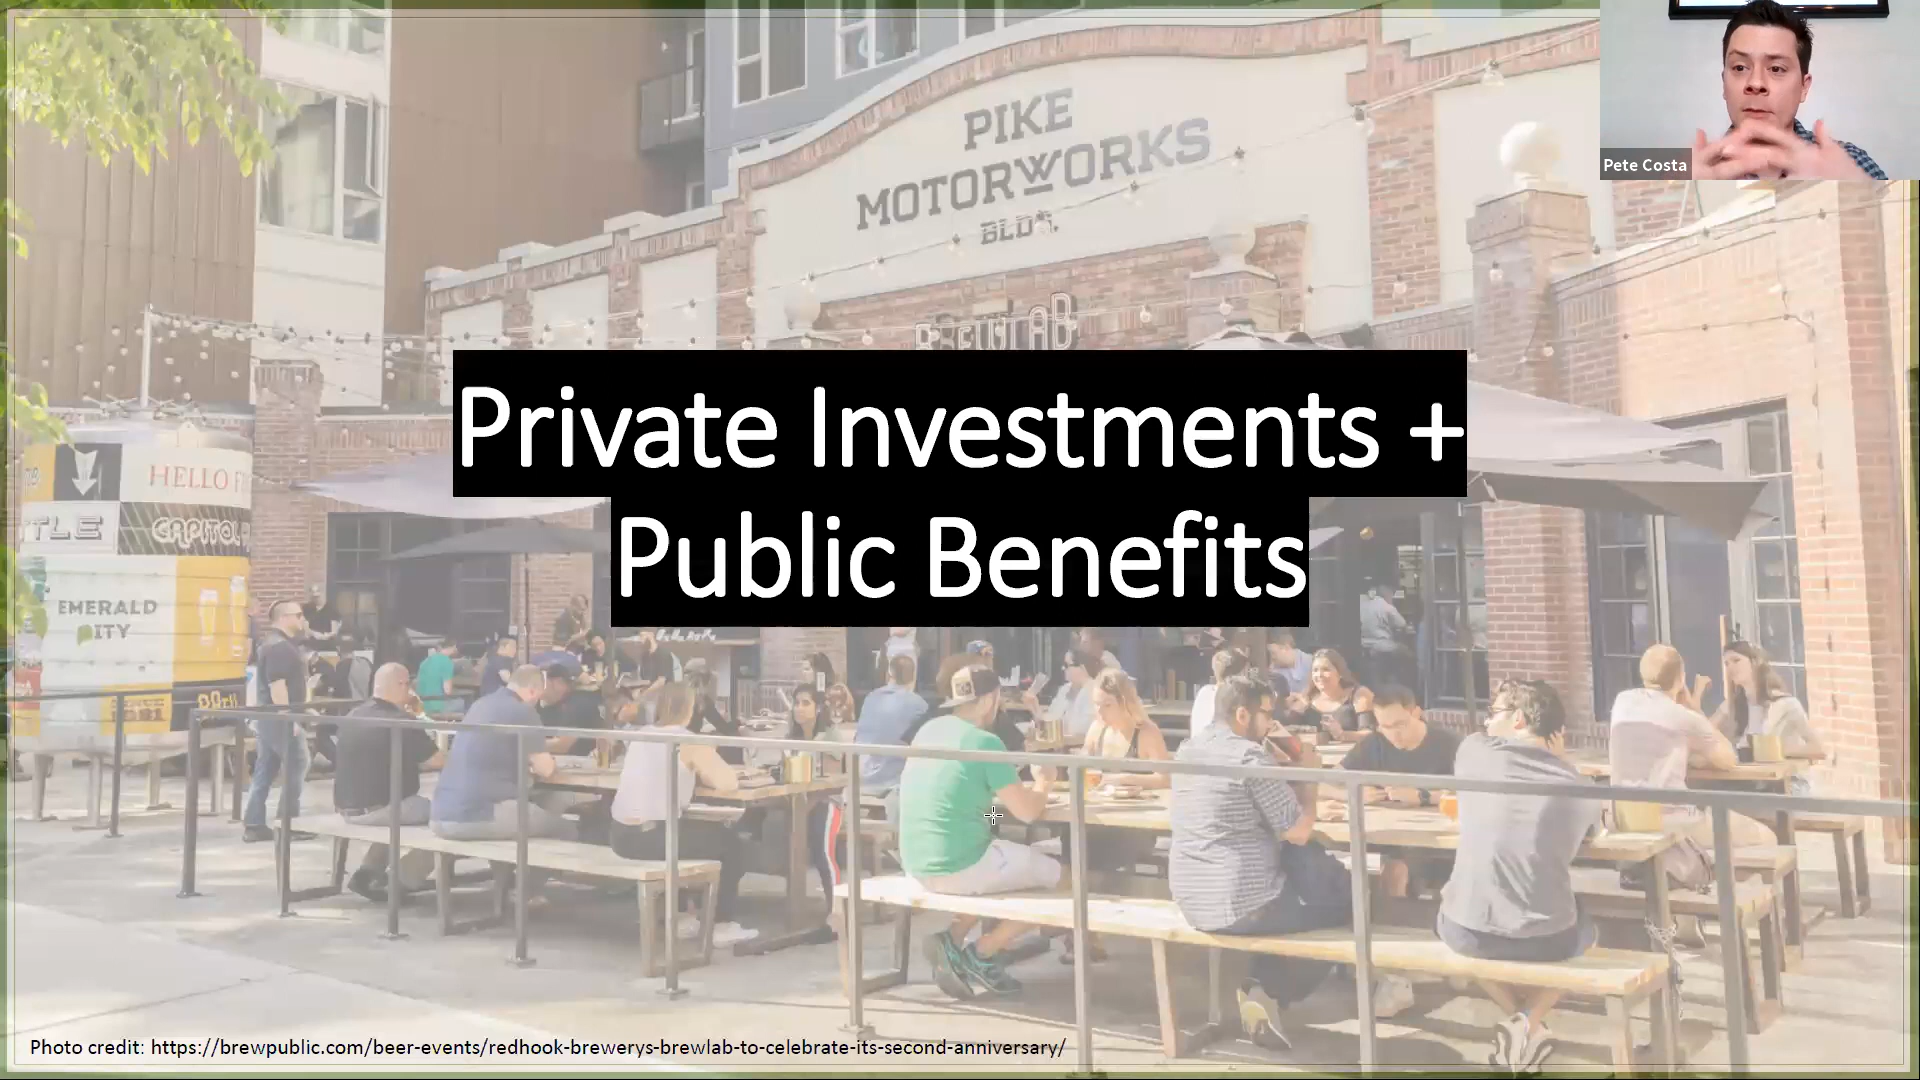 PIKE
MOTORWORKS
BLDG.
BREWLAB
Pete Costa
Private Investments +
Public Benefits
HELLO
CAPITOL
EMERALD
CITY
Photo credit: https://brewpublic.com/beer-events/redhook-brewerys-brewlab-to-celebrate-its-second-anniversary/